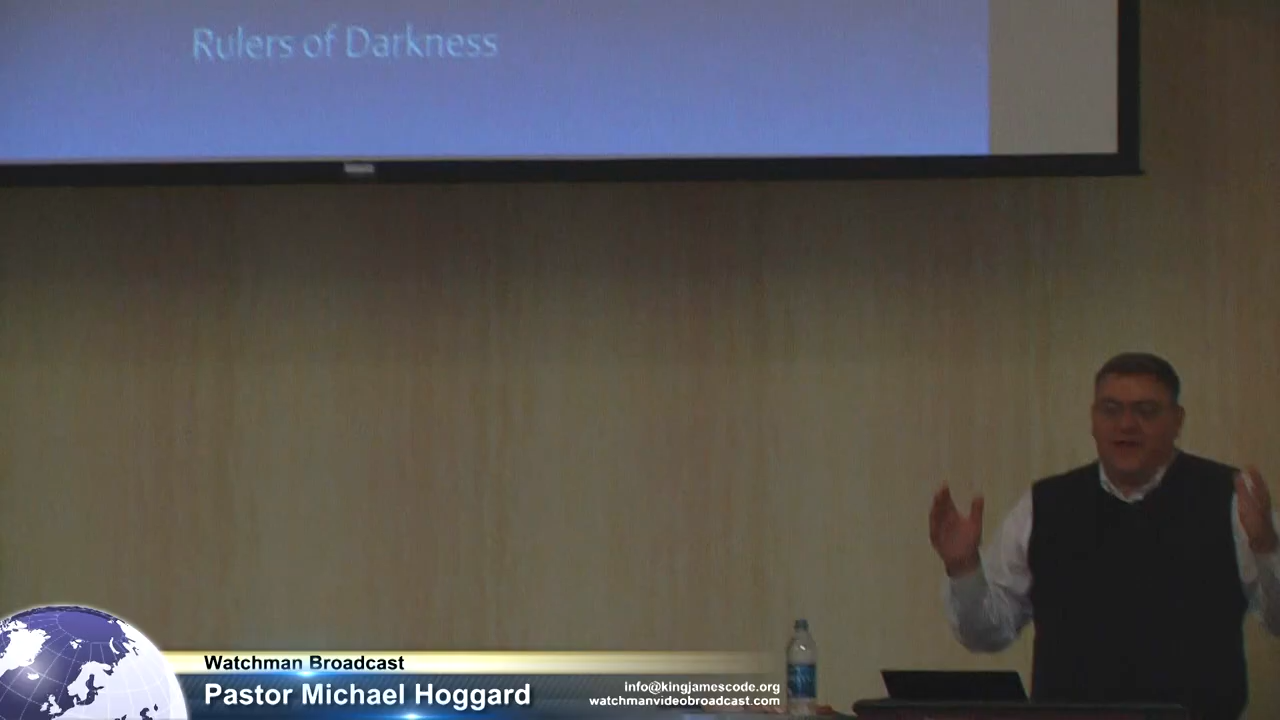 Rulers of Darkness
Watchman Broadcast
Pastor Michael Hoggard
info@kingjamescode.org
watchmanvideobroadcast.com